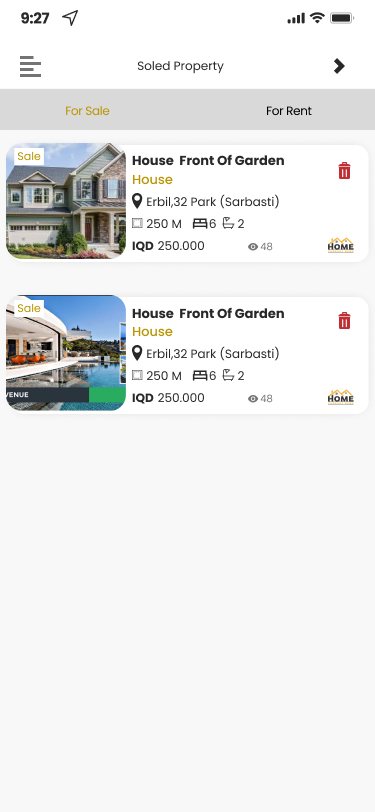 9:27
Soled Property
For Sale
For Rent
Sale
House Front Of Garden
House
Erbil,32 Park (Sarbasti)
250 M 6 2
IQD 250.000 48
HOME
Sale
House Front Of Garden
House
Erbil,32 Park (Sarbasti)
250 M 6 2
VENUE
IQD 250.000 48
HOME